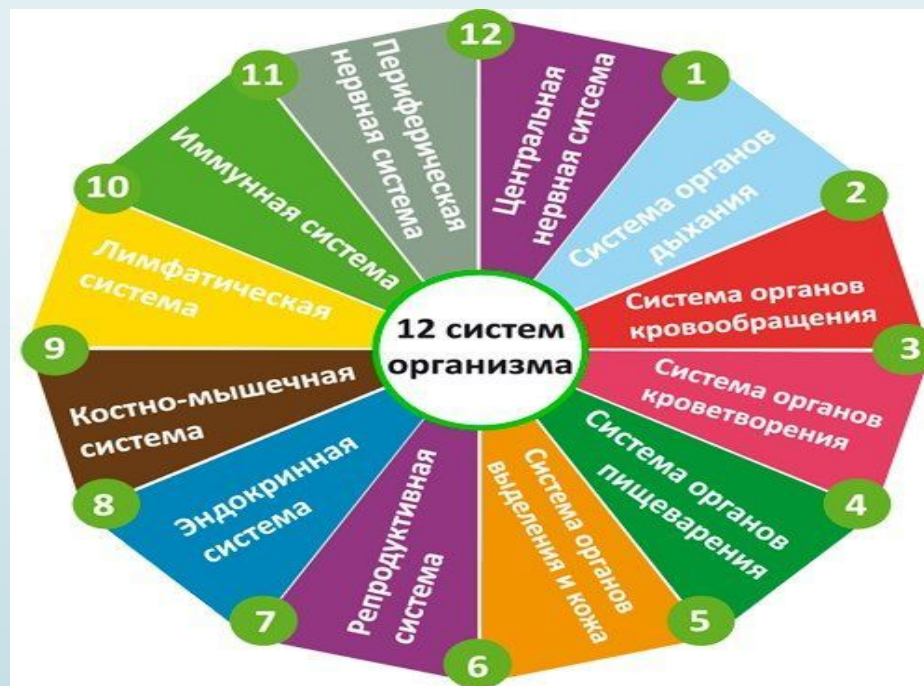 12 систем
организма
12
Центральная
нервная ситсема
1
Система органов
дыхания
2
Система органов
кровообращения
3
Система органов
кроветворения
4
Система органов
пищеварения
5
Система органов
выделения и кожа
6
Репродуктивная
система
7
Эндокринная
система
8
Костно-мышечная
система
9
Лимфатическая
система
10
Иммунная система
11
Периферическая
нервная система